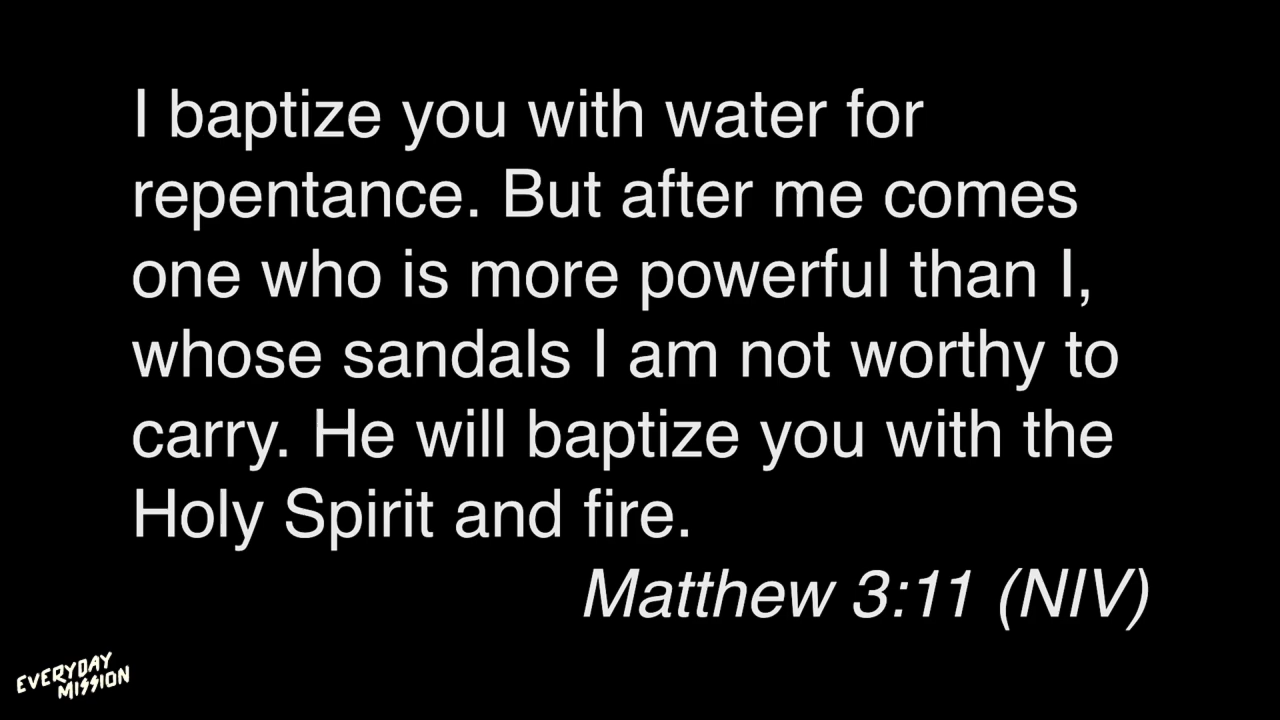 I baptize you with water for
repentance. But after me comes
one who is more powerful than I,
whose sandals I am not worthy to
carry. He will baptize you with the
Holy Spirit and fire.
Matthew 3:11 (NIV)
EVERYDAY
MISSION